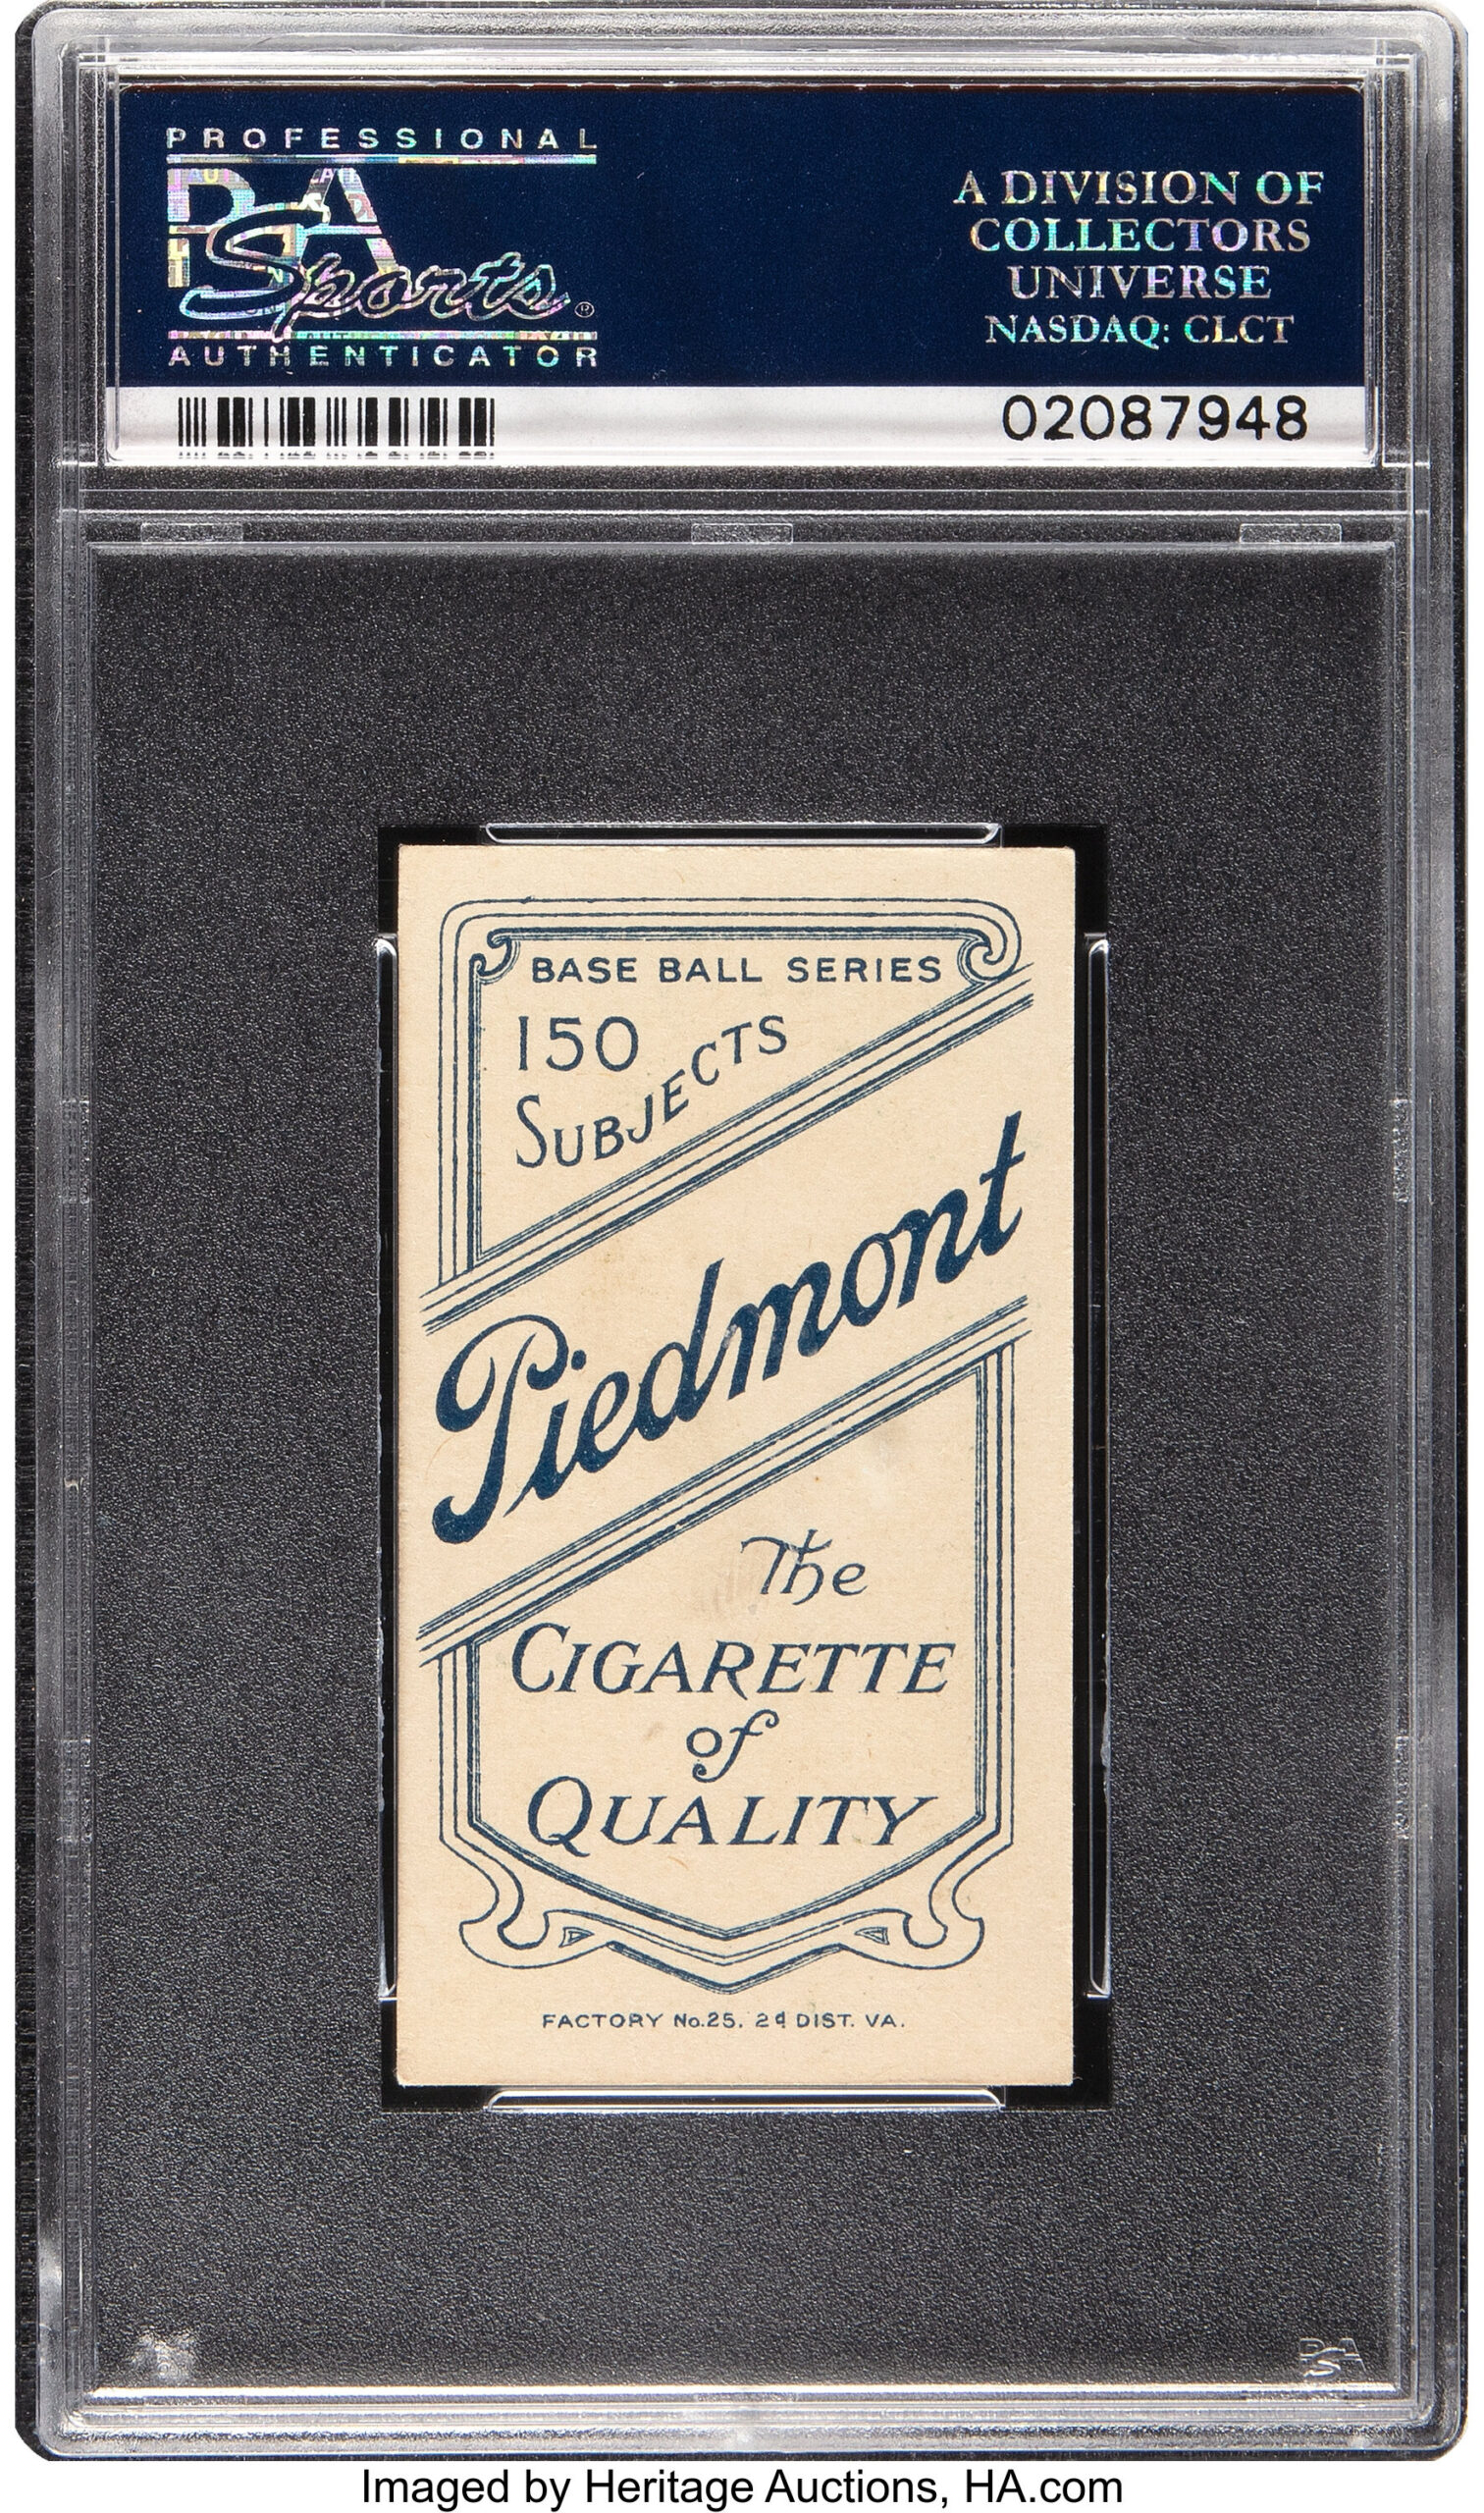 PROFESSIONAL
PSA
Sports®
AUTHENTICATOR
A DIVISION OF
COLLECTORS
UNIVERSE
NASDAQ: CLCT
02087948
BASE BALL SERIES
150
SUBJECTS
Piedmont
The
CIGARETTE
of
QUALITY
FACTORY No.25. 2d DIST. VA.
PSA
Imaged by Heritage Auctions, HA.com